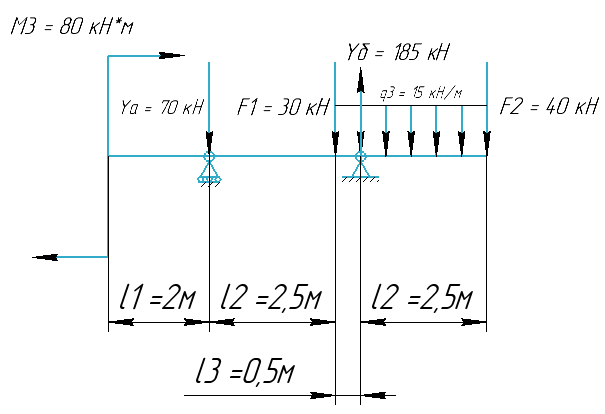 M3 = 80 кН*м
Yб = 185 кН
Yа = 70 кН
F1 = 30 кН
q3 = 15 кН/м
F2 = 40 кН
l1 =2м
l2 =2,5м
l2 =2,5м
l3 =0,5м